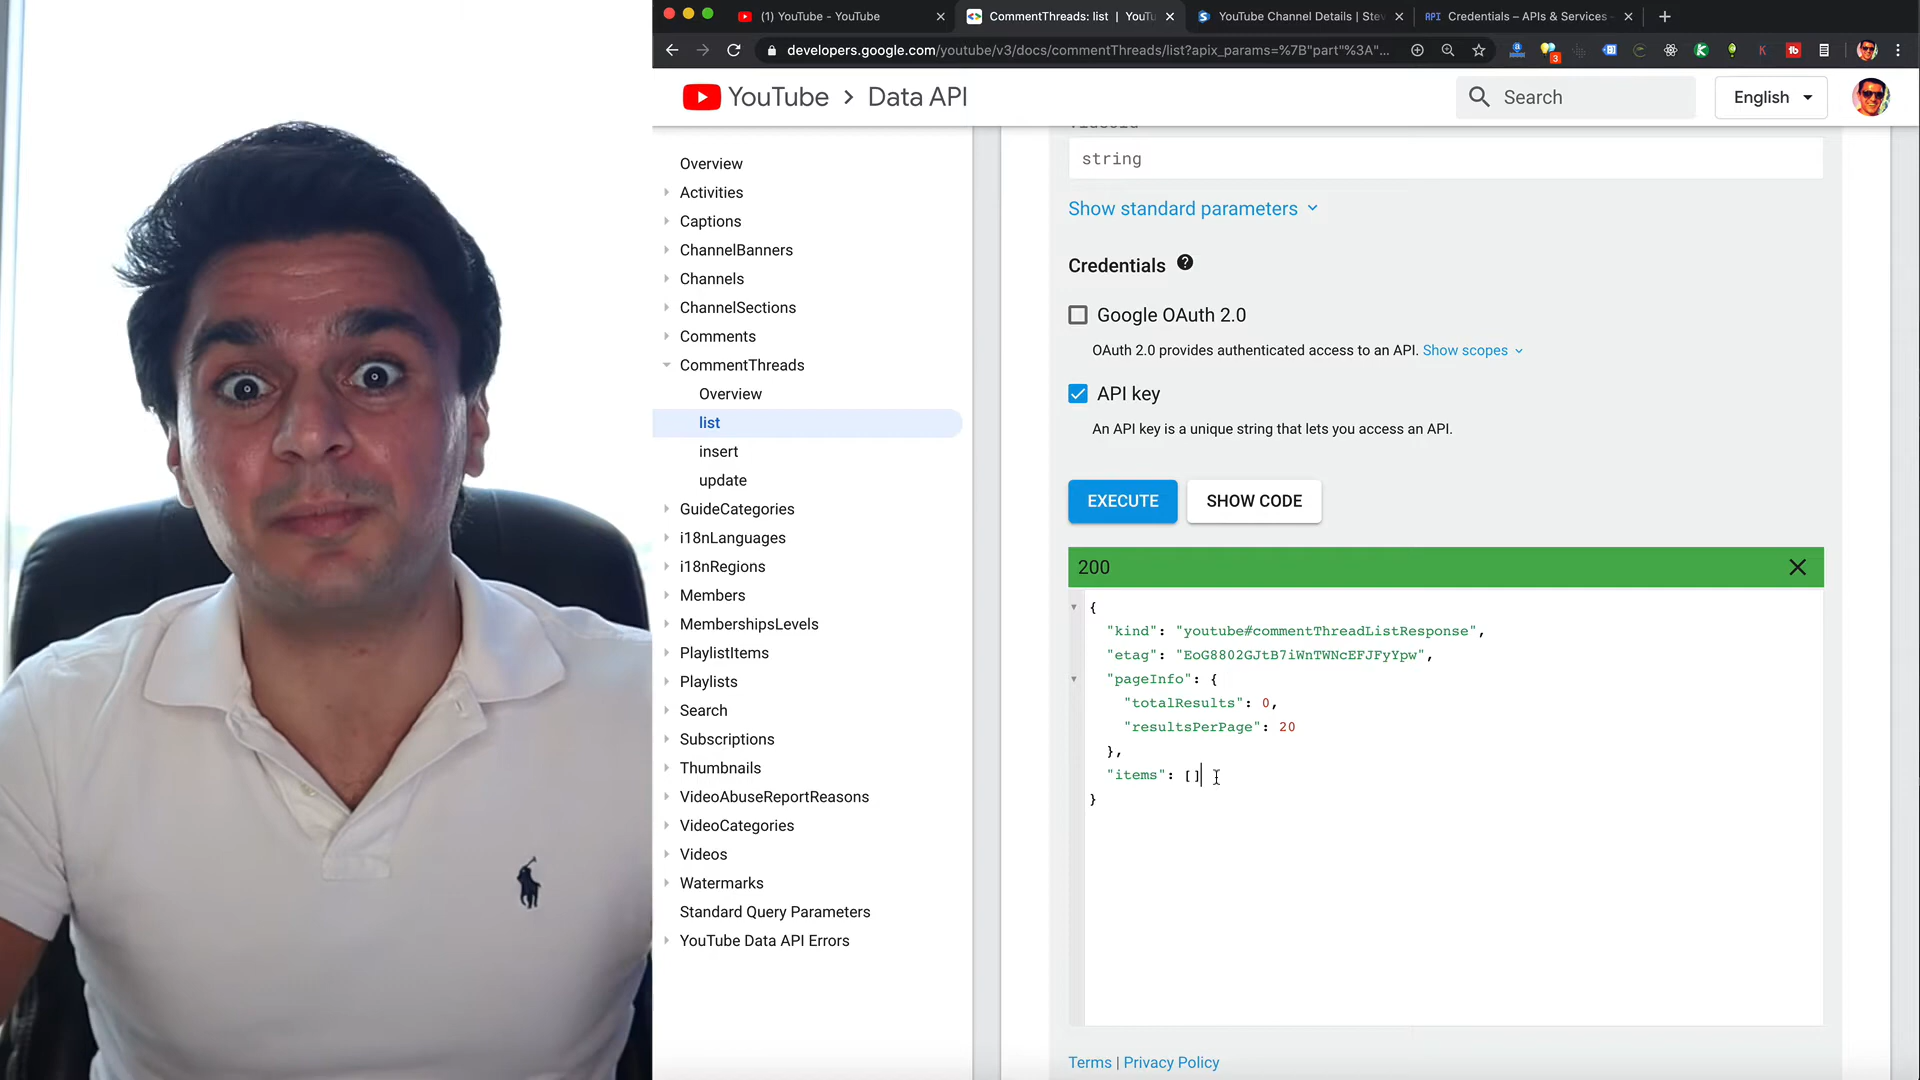 (1) YouTube - YouTube
CommentThreads: list | YouTu
YouTube Channel Details | Stev
API Credentials – APIs & Services -
developers.google.com/youtube/v3/docs/commentThreads/list?apix_params=%7B"part"%3A"...
3
YouTube > Data API
Search
English
Overview
Activities
Captions
ChannelBanners
Channels
ChannelSections
Comments
CommentThreads
Overview
list
insert
update
GuideCategories
i18nLanguages
i18nRegions
Members
MembershipsLevels
PlaylistItems
Playlists
Search
Subscriptions
Thumbnails
VideoAbuseReportReasons
VideoCategories
Videos
Watermarks
Standard Query Parameters
YouTube Data API Errors
string
Show standard parameters
Credentials ?
Google OAuth 2.0
OAuth 2.0 provides authenticated access to an API. Show scopes
API key
An API key is a unique string that lets you access an API.
EXECUTE SHOW CODE
200
{
"kind": "youtube#commentThreadListResponse",
"etag": "EoG8802GJtB7iWnTWNcEFJFyYpw",
"pageInfo": {
"totalResults": 0,
"resultsPerPage": 20
},
"items": []
}
Terms | Privacy Policy